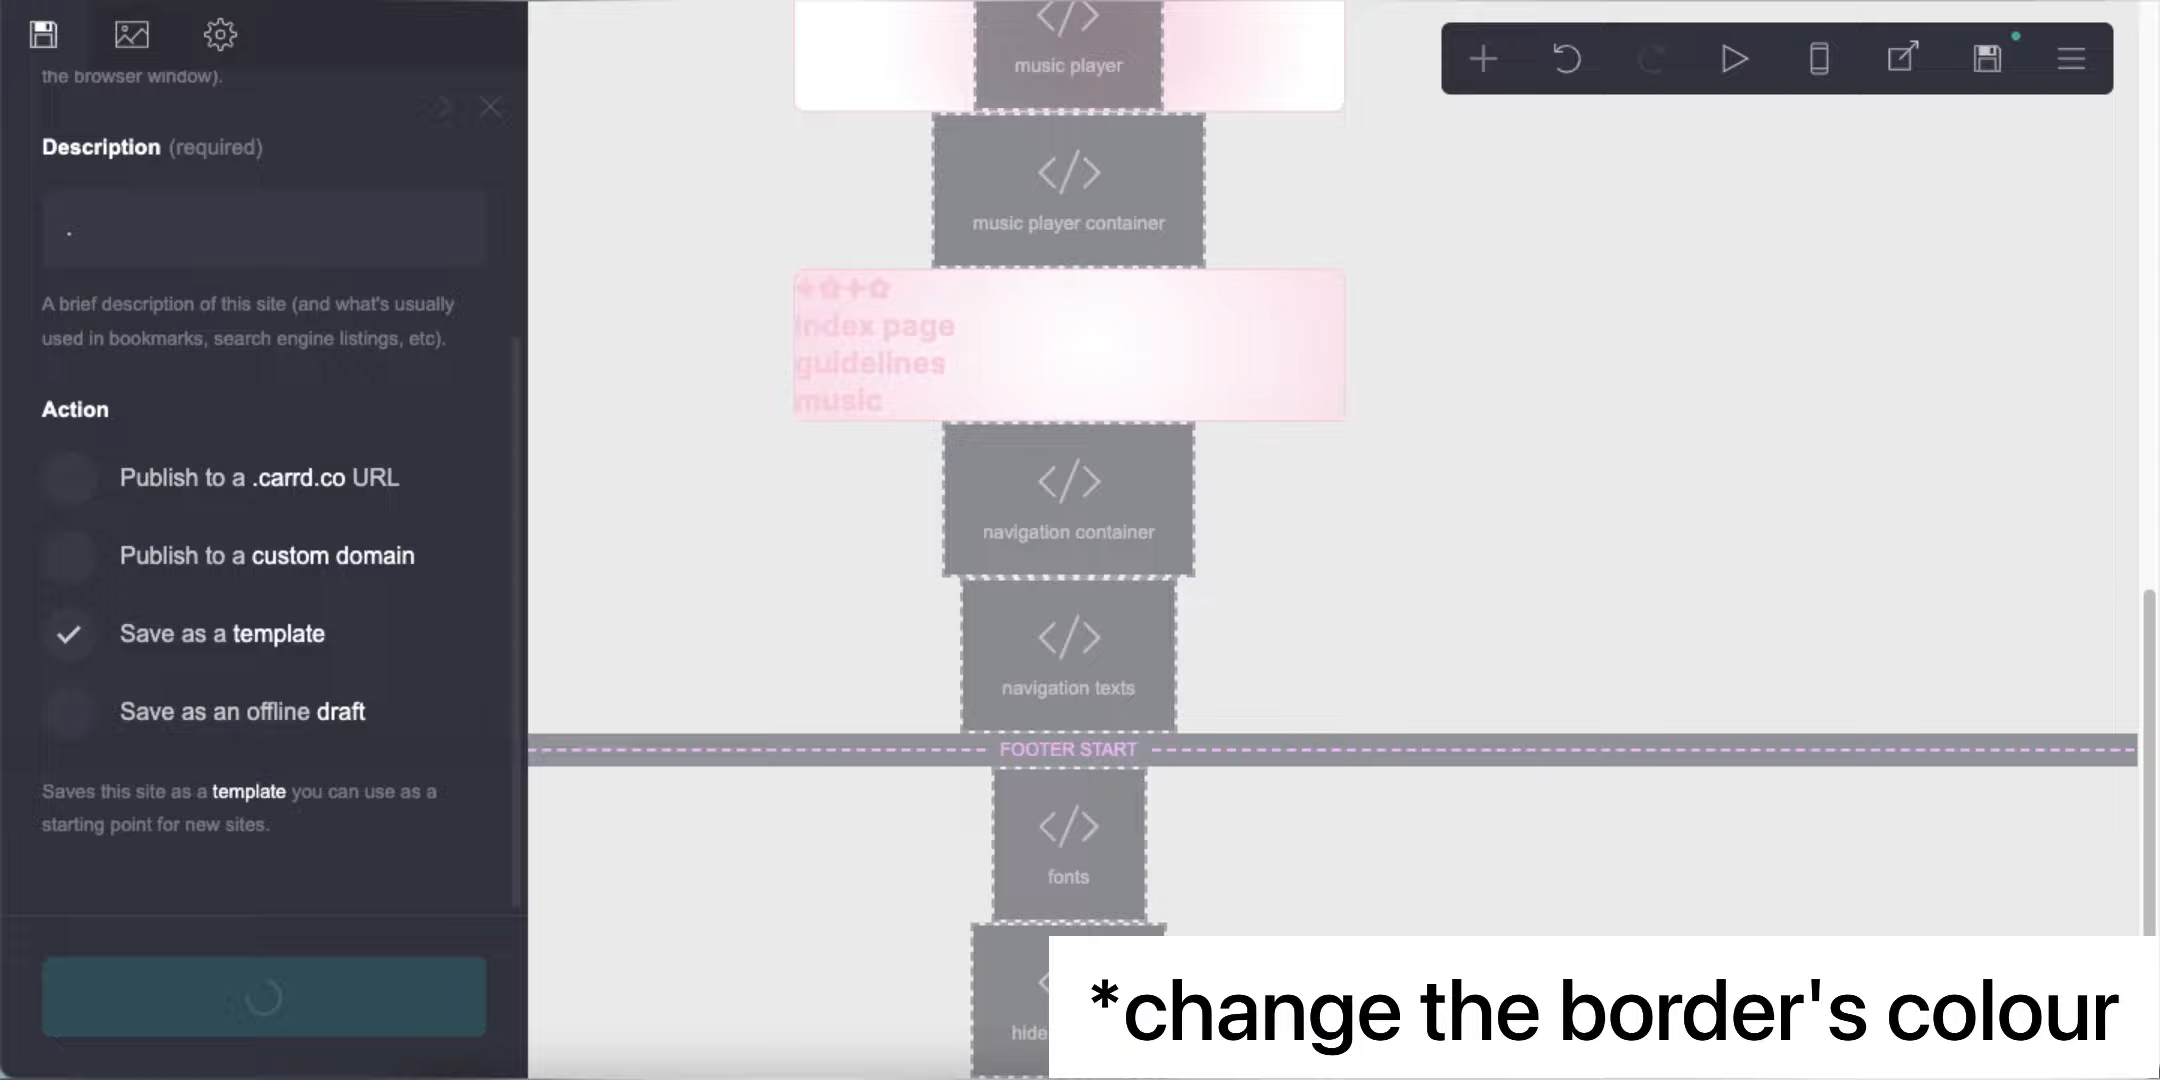 the browser window).
Description (required)
.
A brief description of this site (and what's usually
used in bookmarks, search engine listings, etc).
Action
Publish to a .carrd.co URL
Publish to a custom domain
Save as a template
Save as an offline draft
Saves this site as a template you can use as a
starting point for new sites.
music player
music player container
index page
guidelines
music
navigation container
navigation texts
FOOTER START
fonts
hide
*change the border's colour